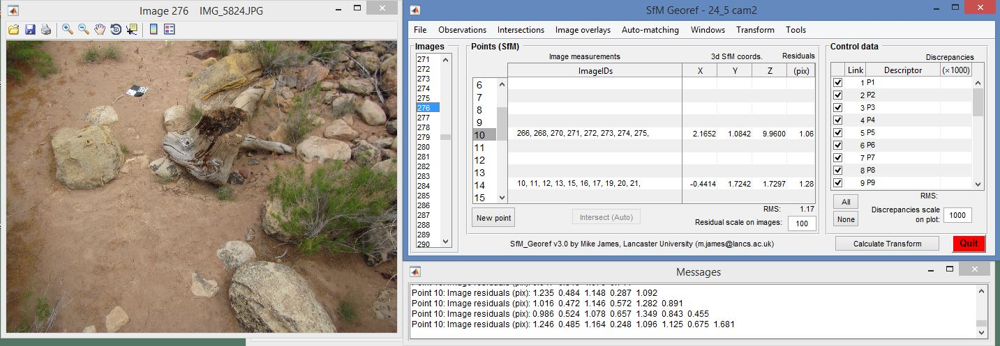 Image 276 IMG_5824.JPG
SfM Georef - 24_5 cam2
File Observations Intersections Image overlays Auto-matching Windows Transform Tools
Images
271
272
273
274
275
276
277
278
279
280
281
282
283
284
285
286
287
288
289
290
Points (SfM)
Image measurements 3d SfM coords. Residuals
ImageIDs X Y Z (pix)
6
7
8
9
10 266, 268, 270, 271, 272, 273, 274, 275, 2.1652 1.0842 9.9600 1.06
11
12
13
14 10, 11, 12, 13, 15, 16, 17, 19, 20, 21, -0.4414 1.7242 1.7297 1.28
15
RMS: 1.17
New point Intersect (Auto)
Residual scale on images: 100
Control data
Discrepancies
Link Descriptor (×1000)
1 P1
2 P2
3 P3
4 P4
5 P5
6 P6
7 P7
8 P8
9 P9
All RMS:
None Discrepancies scale on plot: 1000
SfM_Georef v3.0 by Mike James, Lancaster University (m.james@lancs.ac.uk)
Calculate Transform Quit
Messages
Point 10: Image residuals (pix): 1.235 0.484 1.148 0.287 1.092
Point 10: Image residuals (pix): 1.016 0.472 1.146 0.572 1.282 0.891
Point 10: Image residuals (pix): 0.986 0.524 1.078 0.657 1.349 0.843 0.455
Point 10: Image residuals (pix): 1.246 0.485 1.164 0.248 1.096 1.125 0.675 1.681